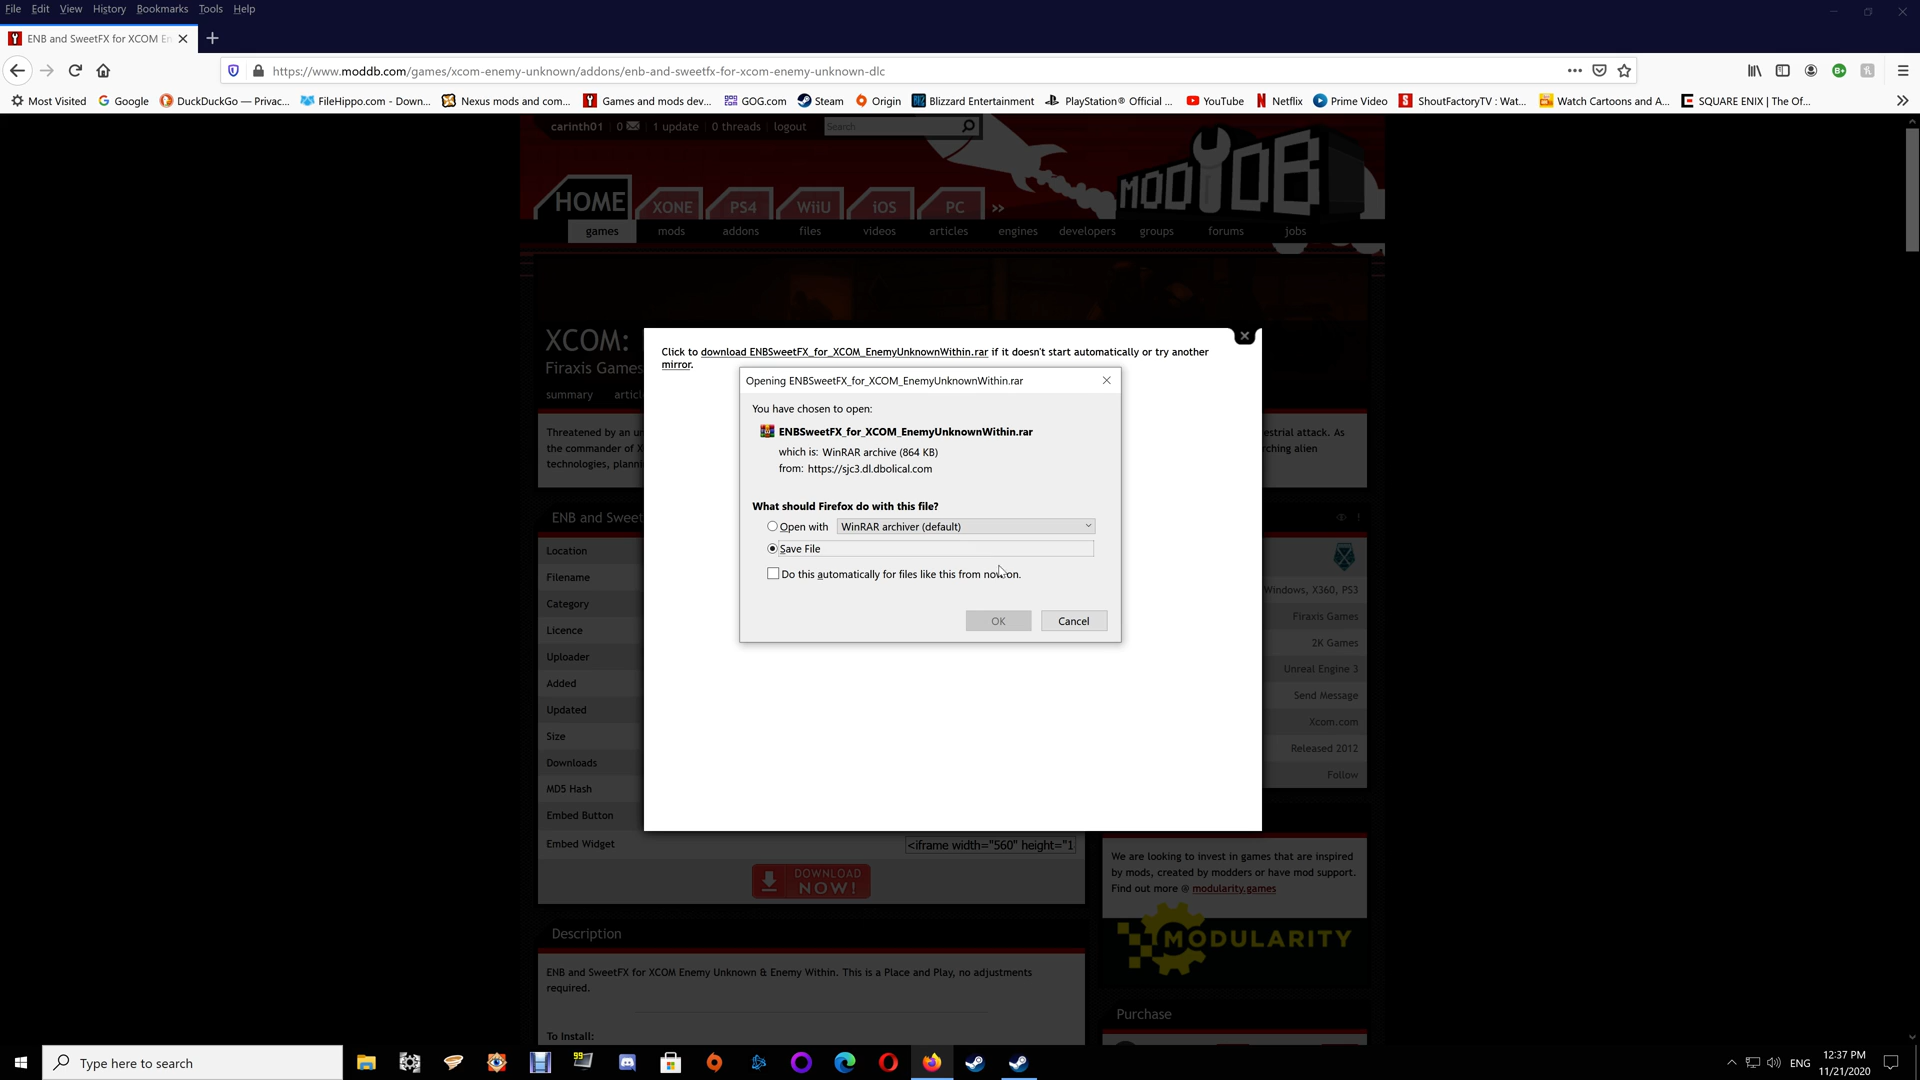 File Edit View History Bookmarks Tools Help
ENB and SweetFX for XCOM En
https://www.moddb.com/games/xcom-enemy-unknown/addons/enb-and-sweetfx-for-xcom-enemy-unknown-dlc
Most Visited Google DuckDuckGo — Privac... FileHippo.com - Down... Nexus mods and com... Games and mods dev... GOG.com Steam Origin Blizzard Entertainment PlayStation® Official ... YouTube Netflix Prime Video ShoutFactoryTV : Wat... Watch Cartoons and A... SQUARE ENIX | The Of...
carinth01 0 1 update 0 threads logout Search
MODDB
HOME XONE PS4 WiiU iOS PC »
games mods addons files videos articles engines developers groups forums jobs
XCOM:
Firaxis Games
summary articl
Threatened by an un
estrial attack. As
the commander of X
rching alien
technologies, planni
Click to download ENBSweetFX_for_XCOM_EnemyUnknownWithin.rar if it doesn't start automatically or try another
mirror.
Opening ENBSweetFX_for_XCOM_EnemyUnknownWithin.rar
You have chosen to open:
ENBSweetFX_for_XCOM_EnemyUnknownWithin.rar
which is: WinRAR archive (864 KB)
from: https://sjc3.dl.dbolical.com
What should Firefox do with this file?
Open with WinRAR archiver (default)
Save File
Do this automatically for files like this from now on.
OK Cancel
ENB and Sweet
Location
Filename
Category
Licence
Uploader
Added
Updated
Size
Downloads
MD5 Hash
Embed Button
Embed Widget <iframe width="560" height="1
DOWNLOAD
NOW!
Windows, X360, PS3
Firaxis Games
2K Games
Unreal Engine 3
Send Message
Xcom.com
Released 2012
Follow
We are looking to invest in games that are inspired
by mods, created by modders or have mod support.
Find out more @ modularity.games
MODULARITY
Description
ENB and SweetFX for XCOM Enemy Unknown & Enemy Within. This is a Place and Play, no adjustments
required.
To Install:
Purchase
Type here to search
99
ENG
12:37 PM
11/21/2020